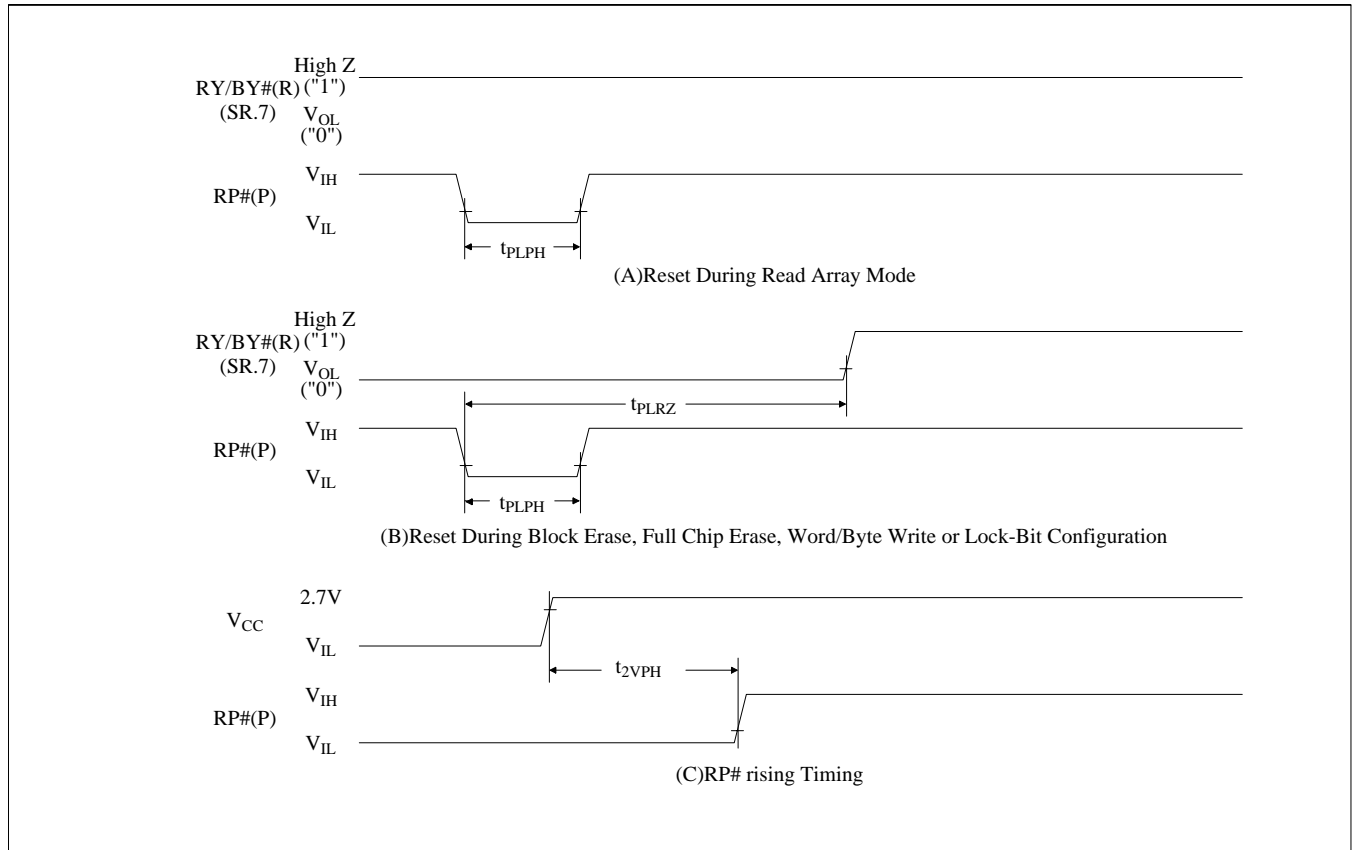 High Z
RY/BY#(R) ("1")
(SR.7) VOL
("0")
VIH
RP#(P)
VIL
tPLPH
(A)Reset During Read Array Mode
High Z
RY/BY#(R) ("1")
(SR.7) VOL
("0")
tPLRZ
VIH
RP#(P)
VIL
tPLPH
(B)Reset During Block Erase, Full Chip Erase, Word/Byte Write or Lock-Bit Configuration
2.7V
VCC
VIL
t2VPH
VIH
RP#(P)
VIL
(C)RP# rising Timing